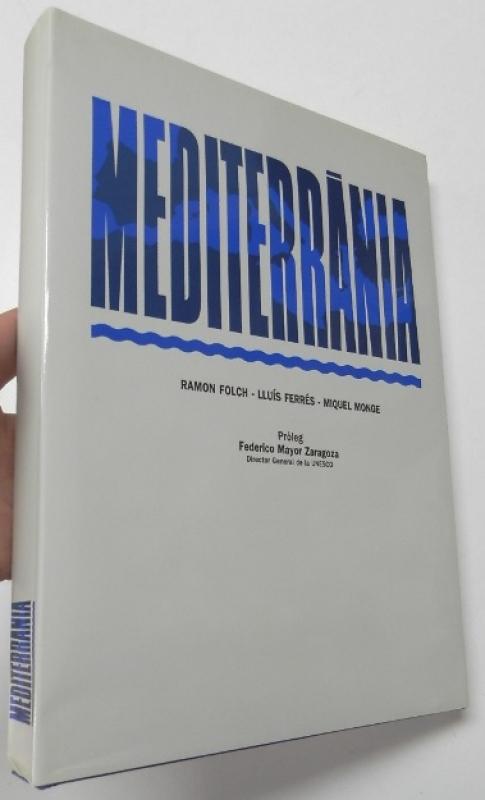 MEDITERRÀNIA
RAMON FOLCH - LLUÍS FERRÉS - MIQUEL MONGE
Pròleg
Federico Mayor Zaragoza
Director General de la UNESCO
MEDITERRÀNIA